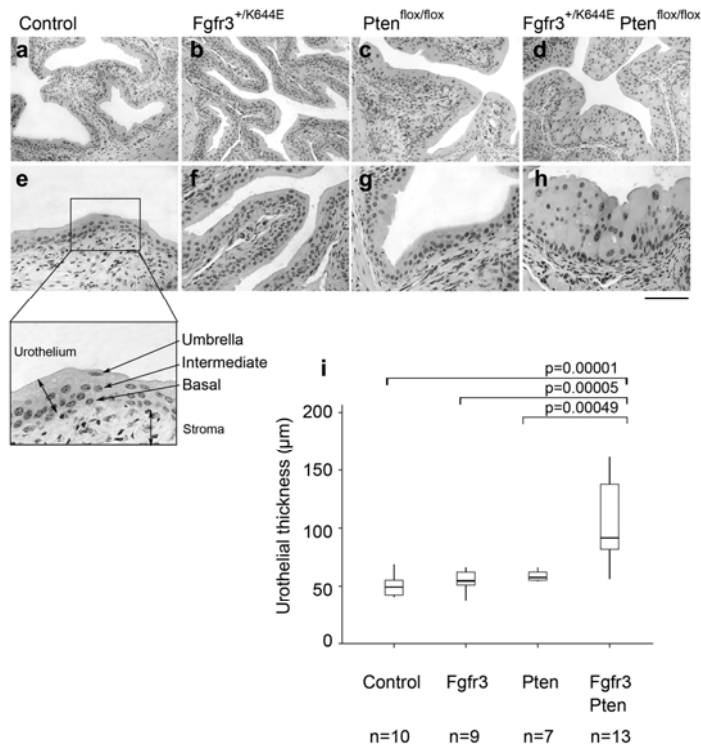 Control Fgfr3+/K644E Ptenflox/flox Fgfr3+/K644E Ptenflox/flox
a b c d
e f g h
Urothelium
Umbrella
Intermediate
Basal
Stroma
i
p=0.00001
p=0.00005
p=0.00049
Urothelial thickness (μm)
200
150
100
50
0
Control Fgfr3 Pten Fgfr3 Pten
n=10 n=9 n=7 n=13